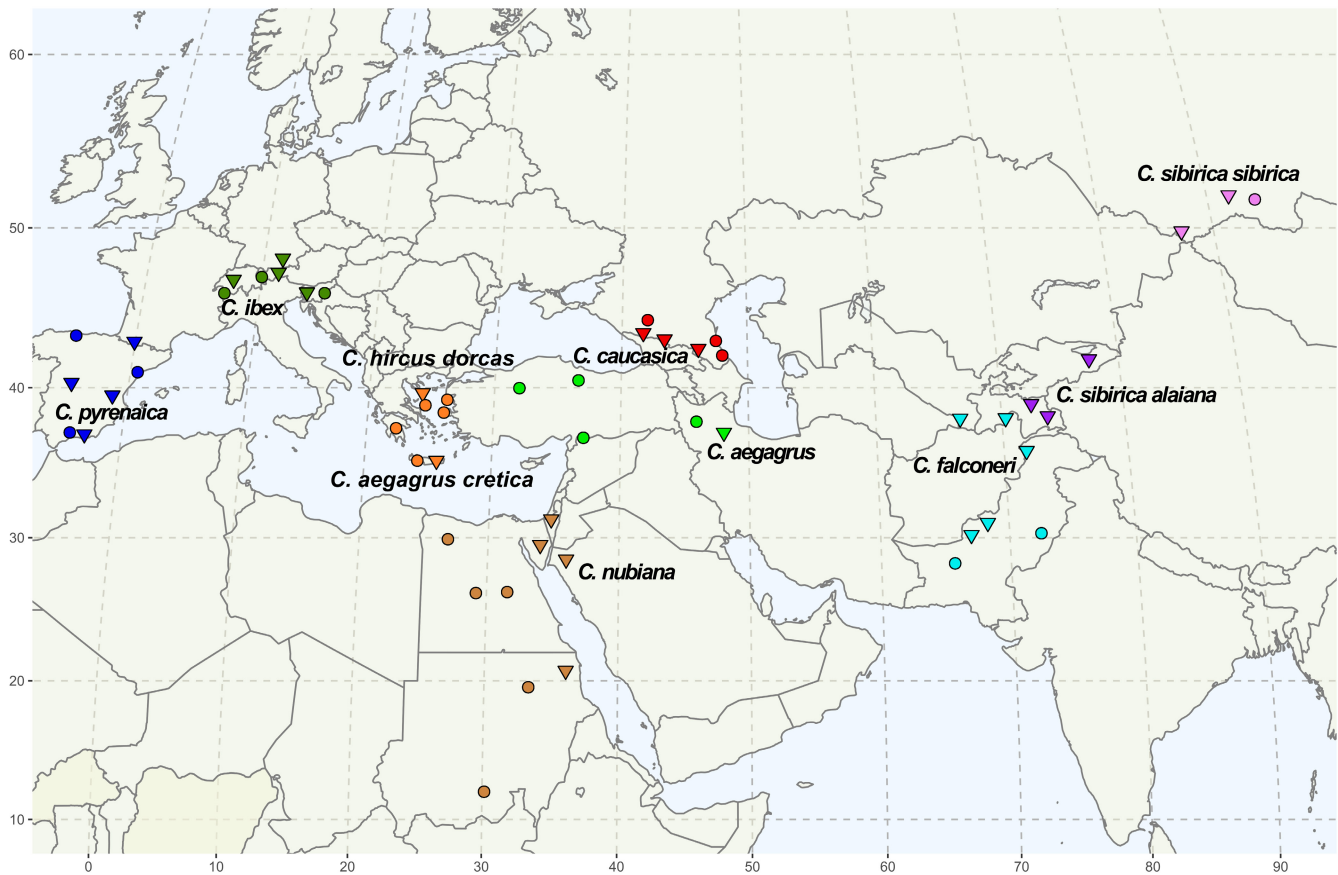 60
C. sibirica sibirica
50
C. ibex
C. hircus dorcas
C. caucasica
40
C. sibirica alaiana
C. pyrenaica
C. aegagrus
C. falconeri
C. aegagrus cretica
30
C. nubiana
20
10
0 10 20 30 40 50 60 70 80 90